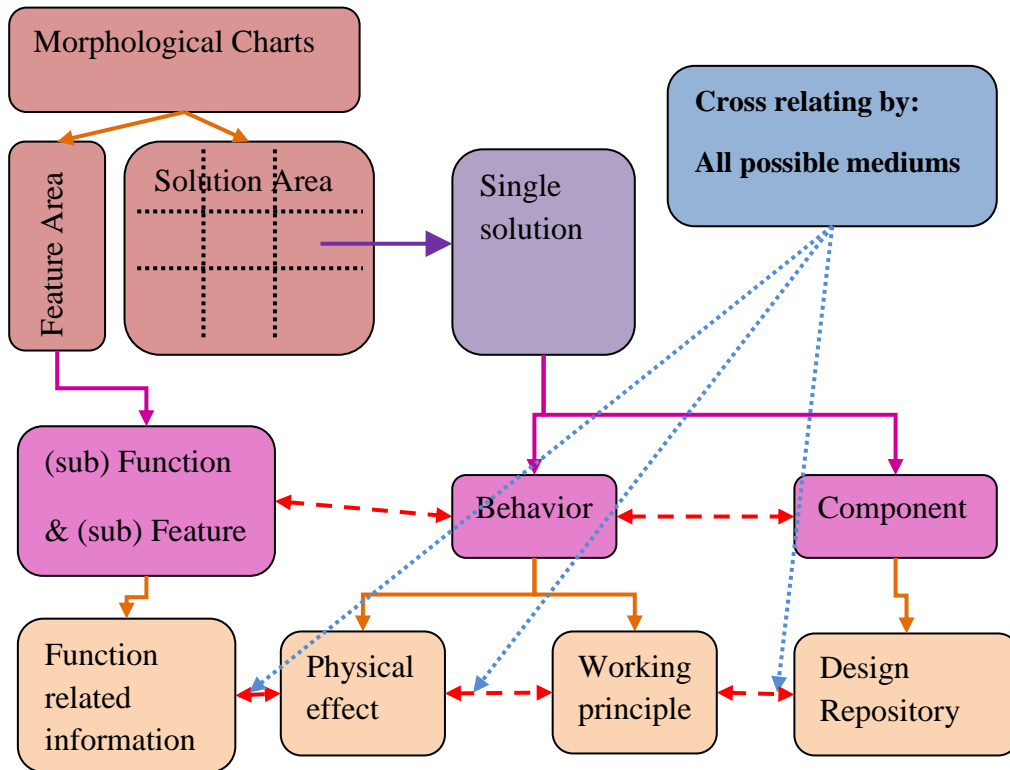 Morphological Charts
Cross relating by:
All possible mediums
Feature Area
Solution Area
Single
solution
(sub) Function
& (sub) Feature
Behavior
Component
Function
related
information
Physical
effect
Working
principle
Design
Repository